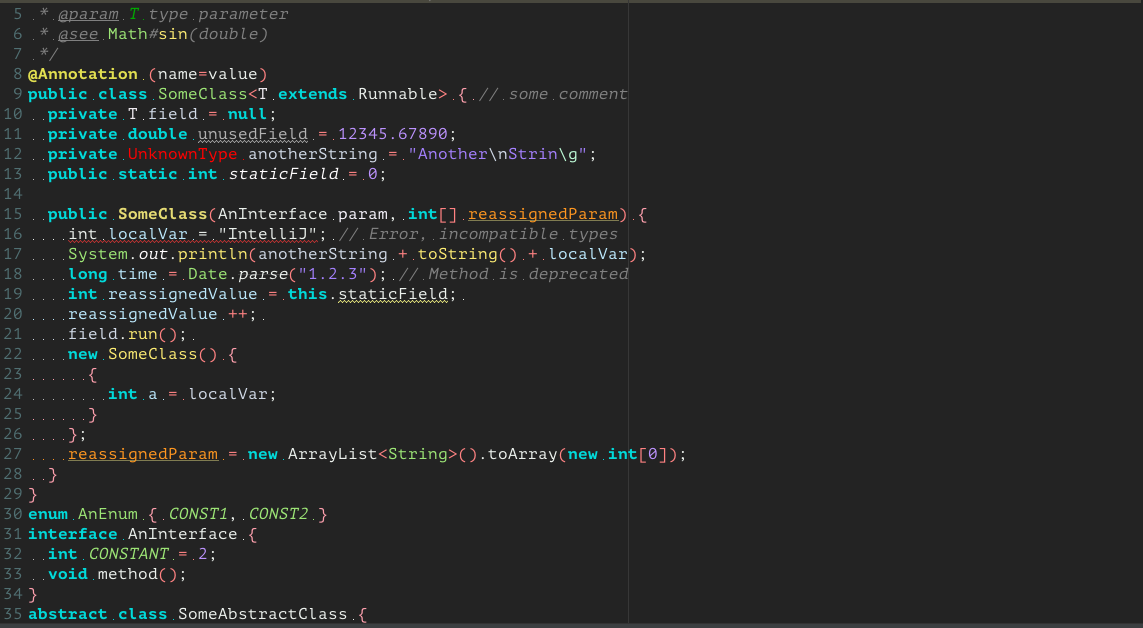 5 * @param T type parameter
6 * @see Math#sin(double)
7 */
8 @Annotation (name=value)
9 public class SomeClass<T extends Runnable> { // some comment
10   private T field = null;
11   private double unusedField = 12345.67890;
12   private UnknownType anotherString = "Another\nStrin\g";
13   public static int staticField = 0;
14
15   public SomeClass(AnInterface param, int[] reassignedParam) {
16     int localVar = "IntelliJ"; // Error, incompatible types
17     System.out.println(anotherString + toString() + localVar);
18     long time = Date.parse("1.2.3"); // Method is deprecated
19     int reassignedValue = this.staticField;
20     reassignedValue ++;
21     field.run();
22     new SomeClass() {
23       {
24         int a = localVar;
25       }
26     };
27     reassignedParam = new ArrayList<String>().toArray(new int[0]);
28   }
29 }
30 enum AnEnum { CONST1, CONST2 }
31 interface AnInterface {
32   int CONSTANT = 2;
33   void method();
34 }
35 abstract class SomeAbstractClass {